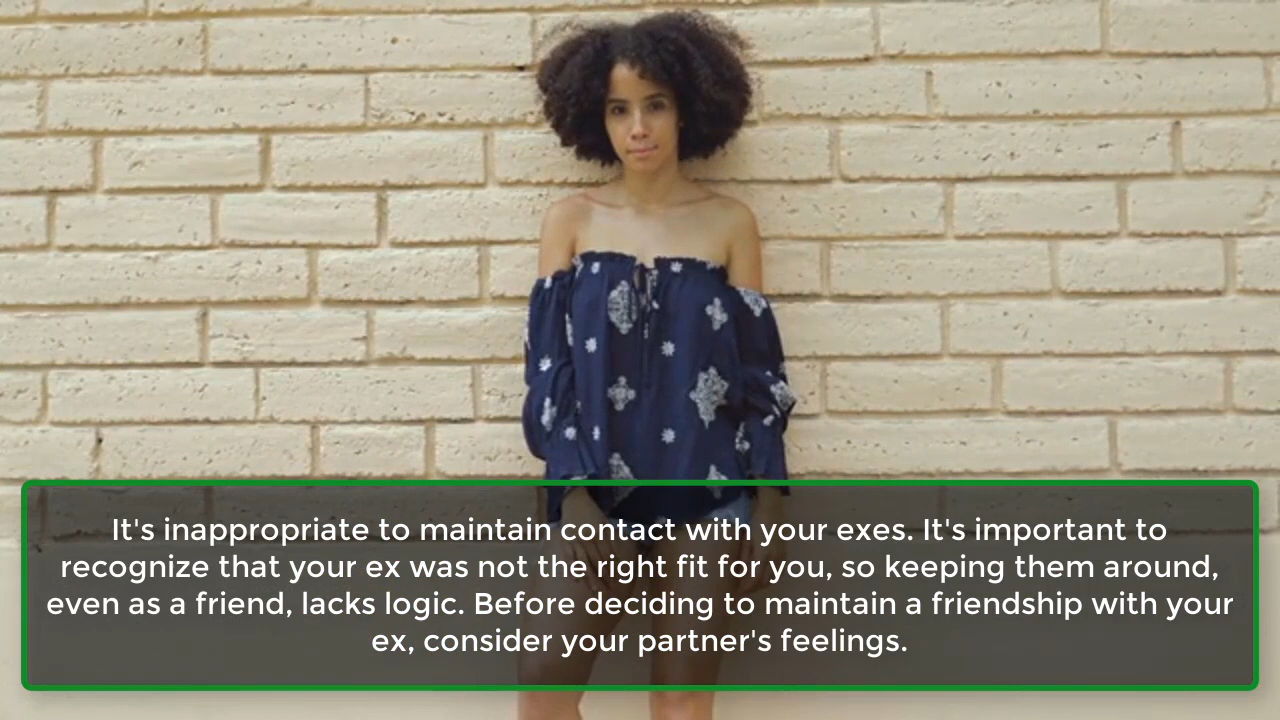 It's inappropriate to maintain contact with your exes. It's important to
recognize that your ex was not the right fit for you, so keeping them around,
even as a friend, lacks logic. Before deciding to maintain a friendship with your
ex, consider your partner's feelings.